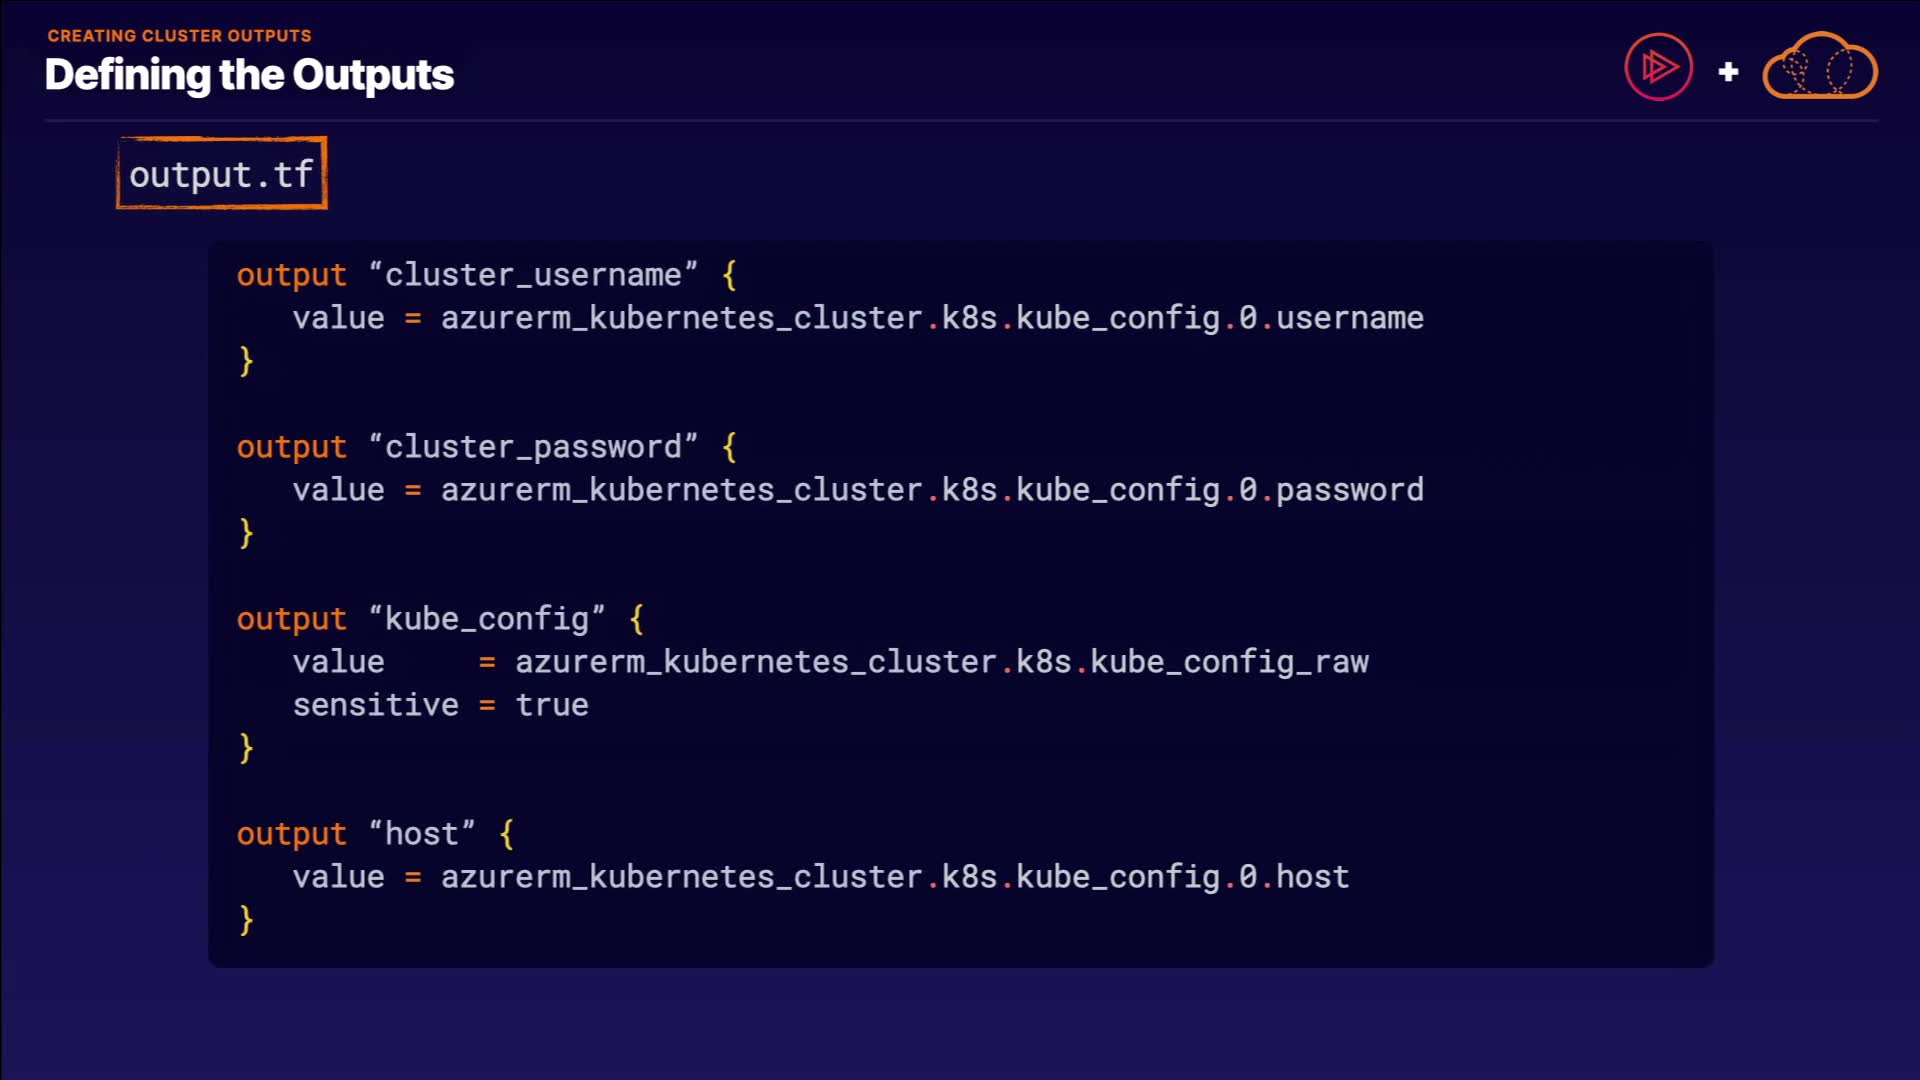 CREATING CLUSTER OUTPUTS
Defining the Outputs
+
output.tf
output “cluster_username” {
   value = azurerm_kubernetes_cluster.k8s.kube_config.0.username
}
output “cluster_password” {
   value = azurerm_kubernetes_cluster.k8s.kube_config.0.password
}
output “kube_config” {
   value     = azurerm_kubernetes_cluster.k8s.kube_config_raw
   sensitive = true
}
output “host” {
   value = azurerm_kubernetes_cluster.k8s.kube_config.0.host
}